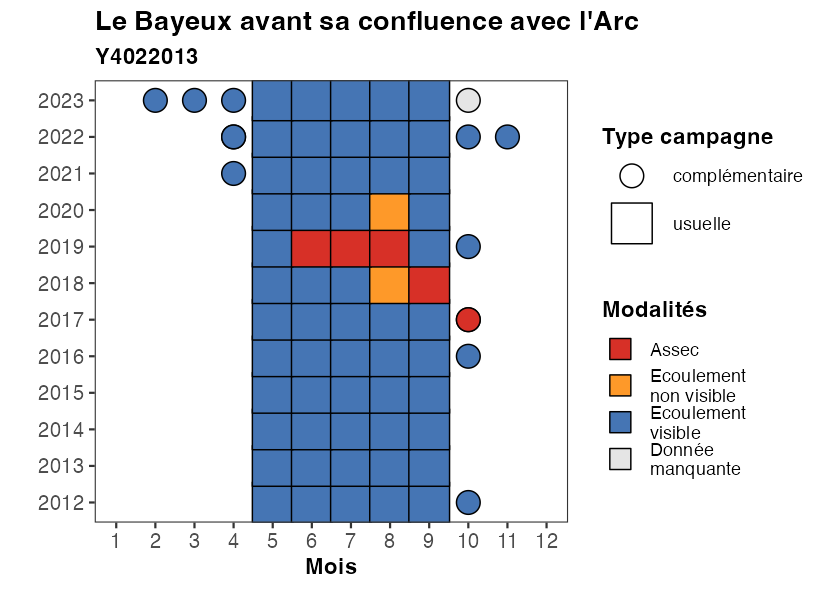 Le Bayeux avant sa confluence avec l'Arc
Y4022013
2023
2022
2021
2020
2019
2018
2017
2016
2015
2014
2013
2012
1 2 3 4 5 6 7 8 9 10 11 12
Mois
Type campagne
complémentaire
usuelle
Modalités
Assec
Ecoulement
non visible
Ecoulement
visible
Donnée
manquante